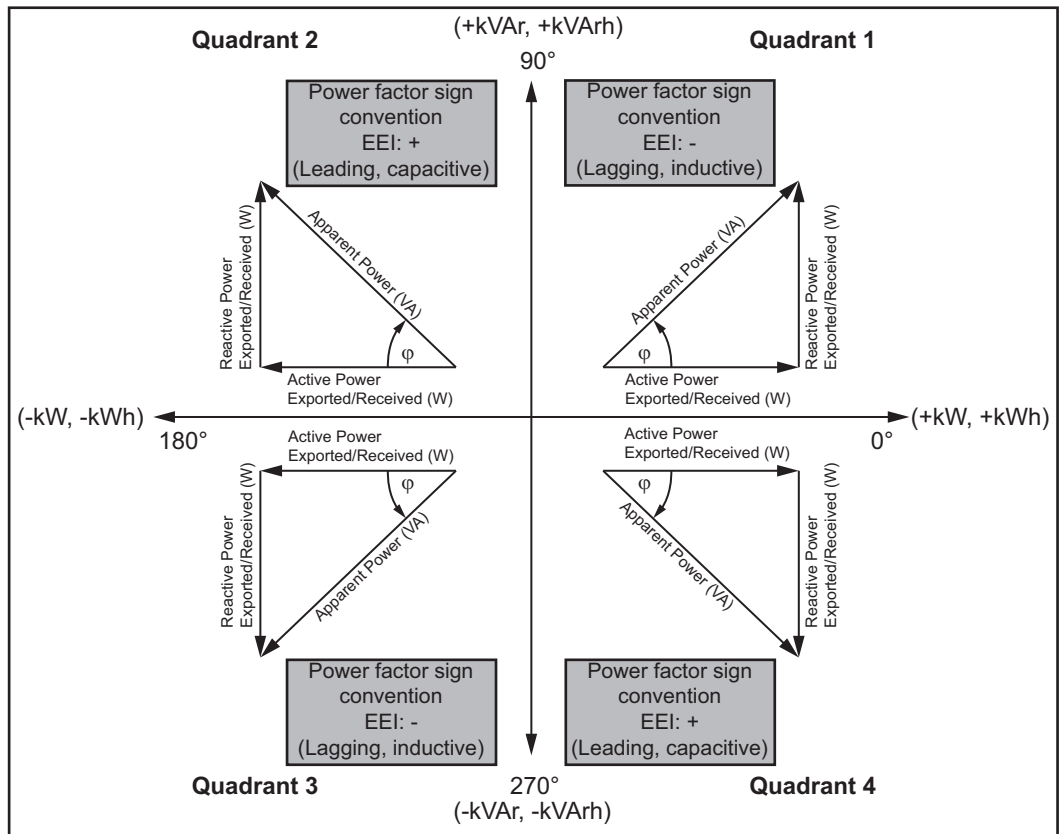 (+kVAr, +kVArh)
Quadrant 2
Quadrant 1
90°
Power factor sign
convention
EEI: +
(Leading, capacitive)
Power factor sign
convention
EEI: -
(Lagging, inductive)
Reactive Power
Exported/Received (W)
Apparent Power (VA)
φ
Active Power
Exported/Received (W)
Apparent Power (VA)
φ
Reactive Power
Exported/Received (W)
Active Power
Exported/Received (W)
(-kW, -kWh)
180°
(+kW, +kWh)
0°
Active Power
Exported/Received (W)
φ
Reactive Power
Exported/Received (W)
Apparent Power (VA)
Active Power
Exported/Received (W)
φ
Apparent Power (VA)
Reactive Power
Exported/Received (W)
Power factor sign
convention
EEI: -
(Lagging, inductive)
Power factor sign
convention
EEI: +
(Leading, capacitive)
Quadrant 3
270°
Quadrant 4
(-kVAr, -kVArh)